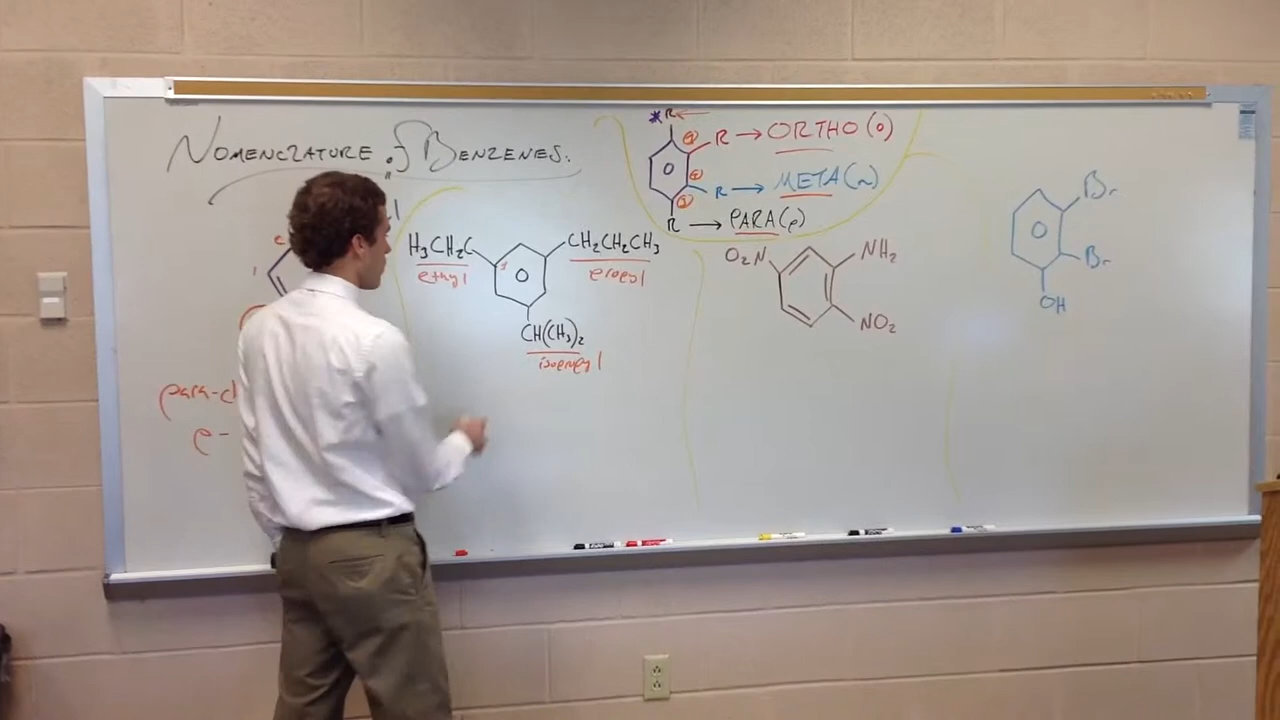 NOMENCLATURE of BENZENES.
para-
p-
H₃CH₂C
ethyl
3
CH₂CH₂CH₃
propyl
CH(CH₃)₂
isopropyl
*R
R → ORTHO (o)
R → META (m)
R → PARA (p)
O₂N
NH₂
NO₂
Br
Br
OH